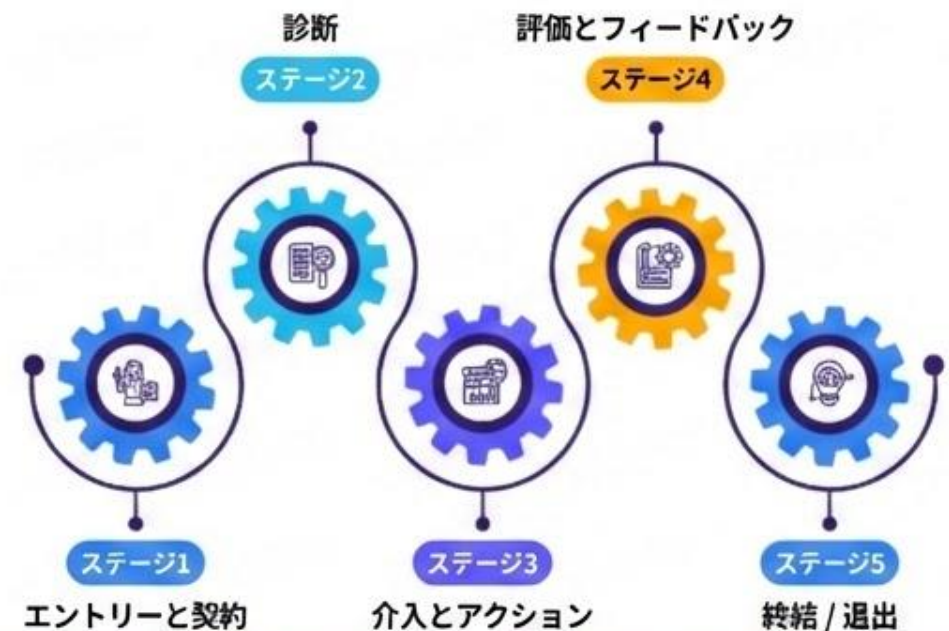 診断
ステージ2
評価とフィードバック
ステージ4
ステージ1
エントリーと契約
ステージ3
介入とアクション
ステージ5
終結 / 退出